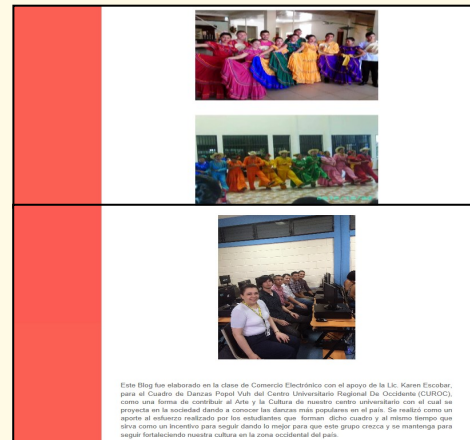 Este Blog fue elaborado en la clase de Comercio Electrónico con el apoyo de la Lic. Karen Escobar,
para el Cuadro de Danzas Popol Vuh del Centro Universitario Regional De Occidente (CUROC),
como una forma de contribuir al Arte y la Cultura de nuestro centro universitario con el cual se
proyecta en la sociedad dando a conocer las danzas más populares en el país. Se realizó como un
aporte al esfuerzo realizado por los estudiantes que forman dicho cuadro y al mismo tiempo que
sirva como un incentivo para seguir dando lo mejor para que este grupo crezca y se mantenga para
seguir fortaleciendo nuestra cultura en la zona occidental del país.